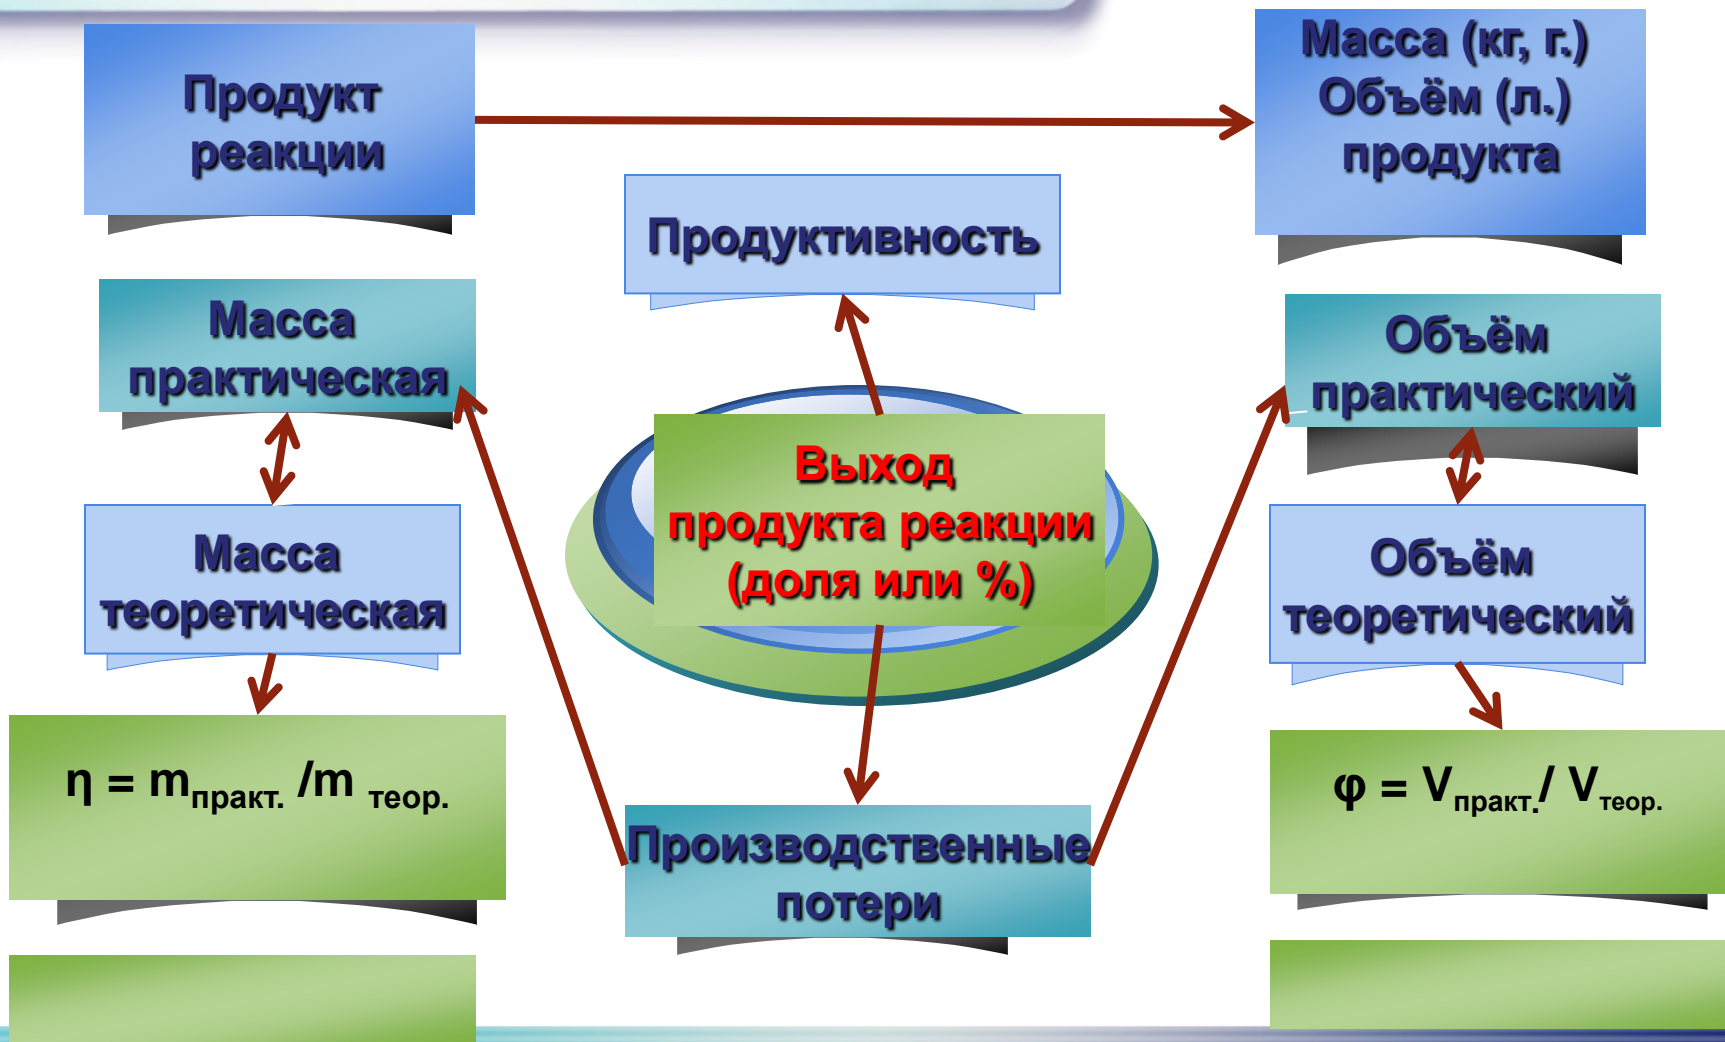 Продукт
реакции
Масса (кг, г.)
Объём (л.)
продукта
Продуктивность
Масса
практическая
Объём
практический
Выход
продукта реакции
(доля или %)
Масса
теоретическая
Объём
теоретический
η = mпракт. /m теор.
φ = Vпракт./ Vтеор.
Производственные
потери